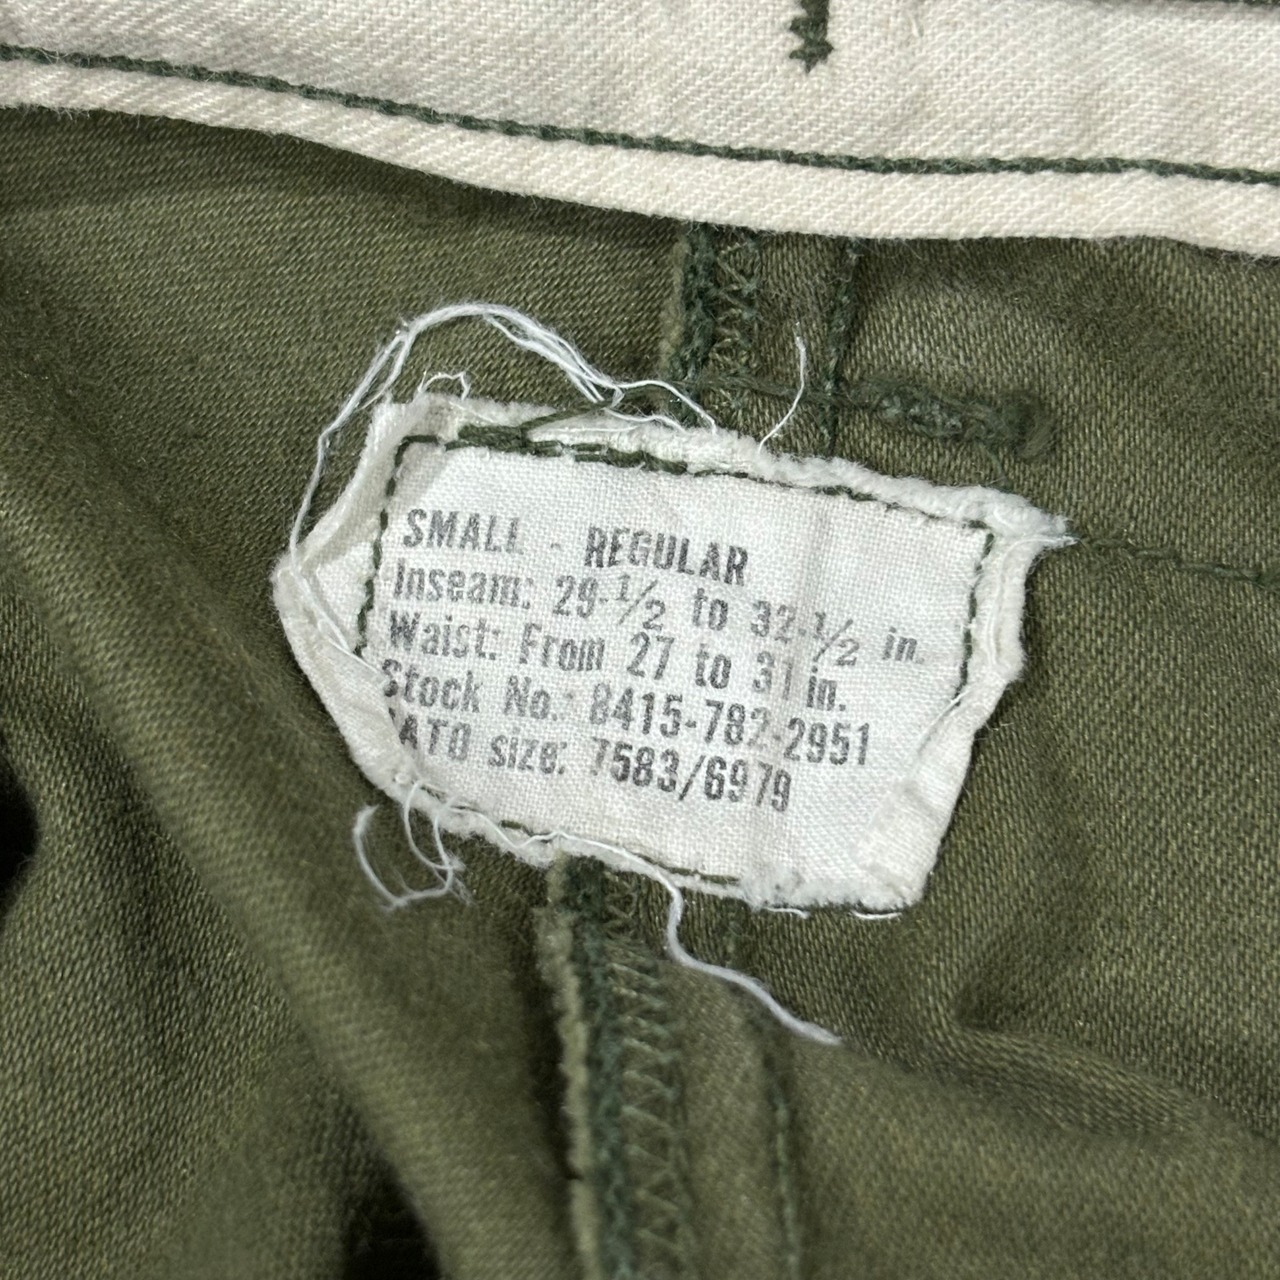 SMALL - REGULAR
Inseam: 29-1/2 to 32-1/2 in.
Waist: From 27 to 31 in.
Stock No.: 8415-782-2951
NATO size: 7583/6979